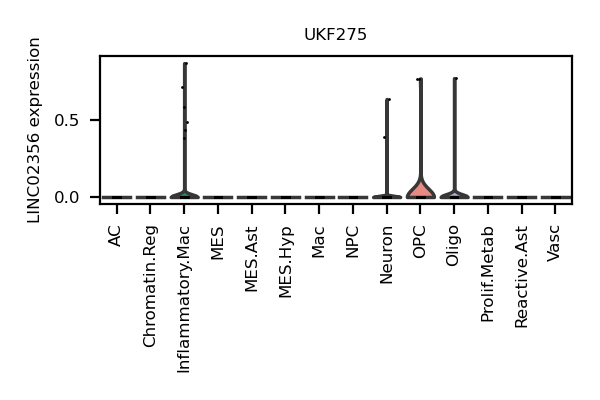 UKF275
LINC02356 expression
0.5
0.0
AC
Chromatin.Reg
Inflammatory.Mac
MES
MES.Ast
MES.Hyp
Mac
NPC
Neuron
OPC
Oligo
Prolif.Metab
Reactive.Ast
Vasc